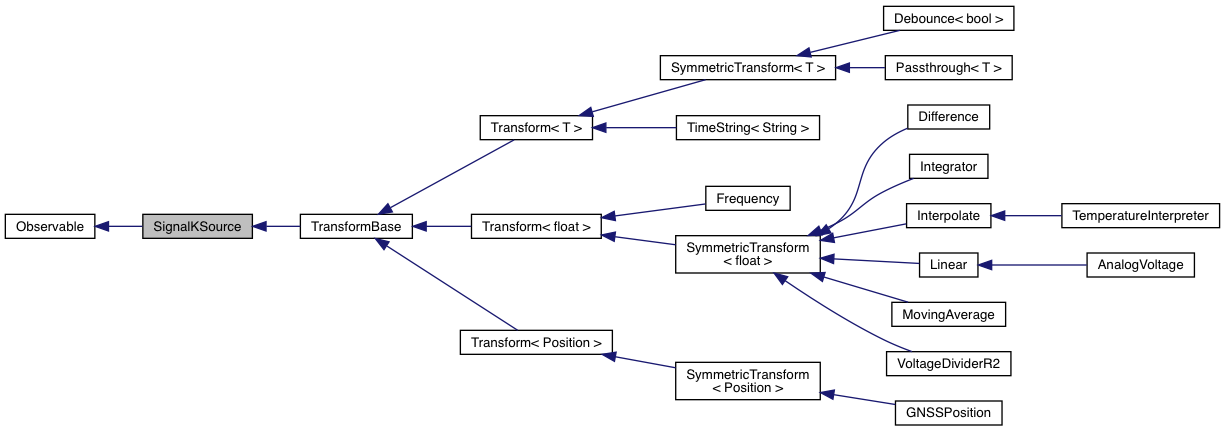 Debounce< bool >
SymmetricTransform< T >
Passthrough< T >
Difference
Transform< T >
TimeString< String >
Integrator
Frequency
Interpolate
TemperatureInterpreter
Observable
SignalKSource
TransformBase
Transform< float >
SymmetricTransform
< float >
Linear
AnalogVoltage
MovingAverage
Transform< Position >
VoltageDividerR2
SymmetricTransform
< Position >
GNSSPosition